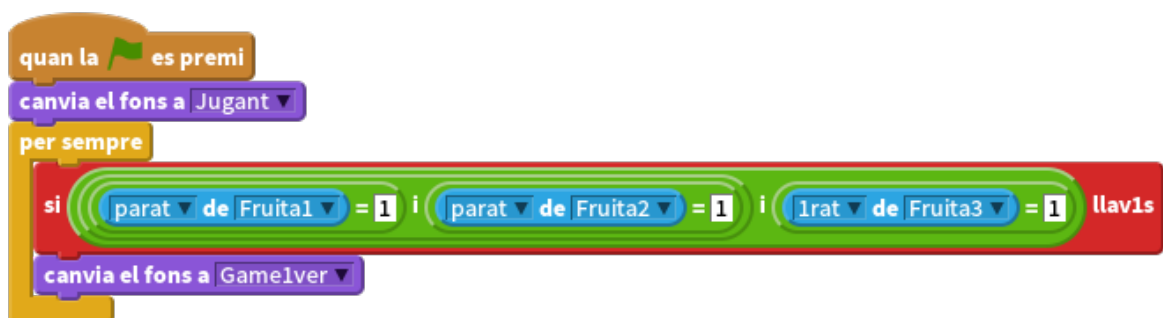 quan la es premi
canvia el fons a Jugant
per sempre
si parat de Fruita1 = 1 i parat de Fruita2 = 1 i 1rat de Fruita3 = 1 llav1s
canvia el fons a Game1ver